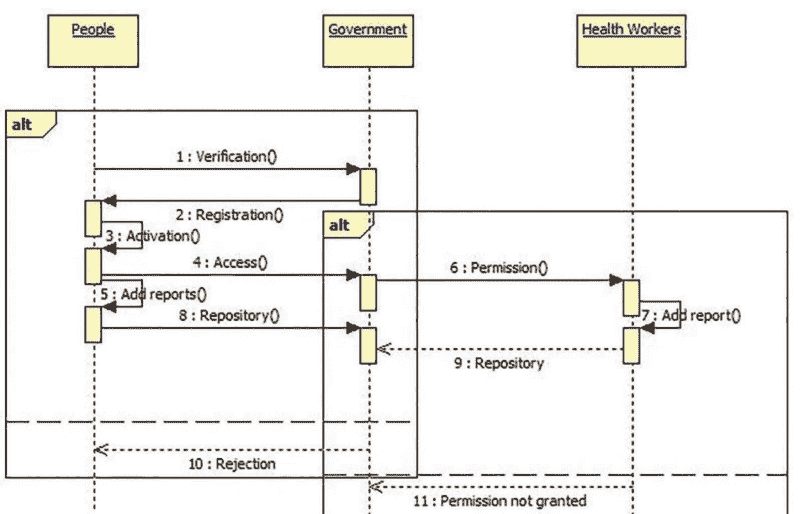 People
Government
Health Workers
alt
1 : Verification()
2 : Registration()
alt
3 : Activation()
4 : Access()
6 : Permission()
5 : Add reports()
8 : Repository()
7 : Add report()
9 : Repository
10 : Rejection
11 : Permission not granted